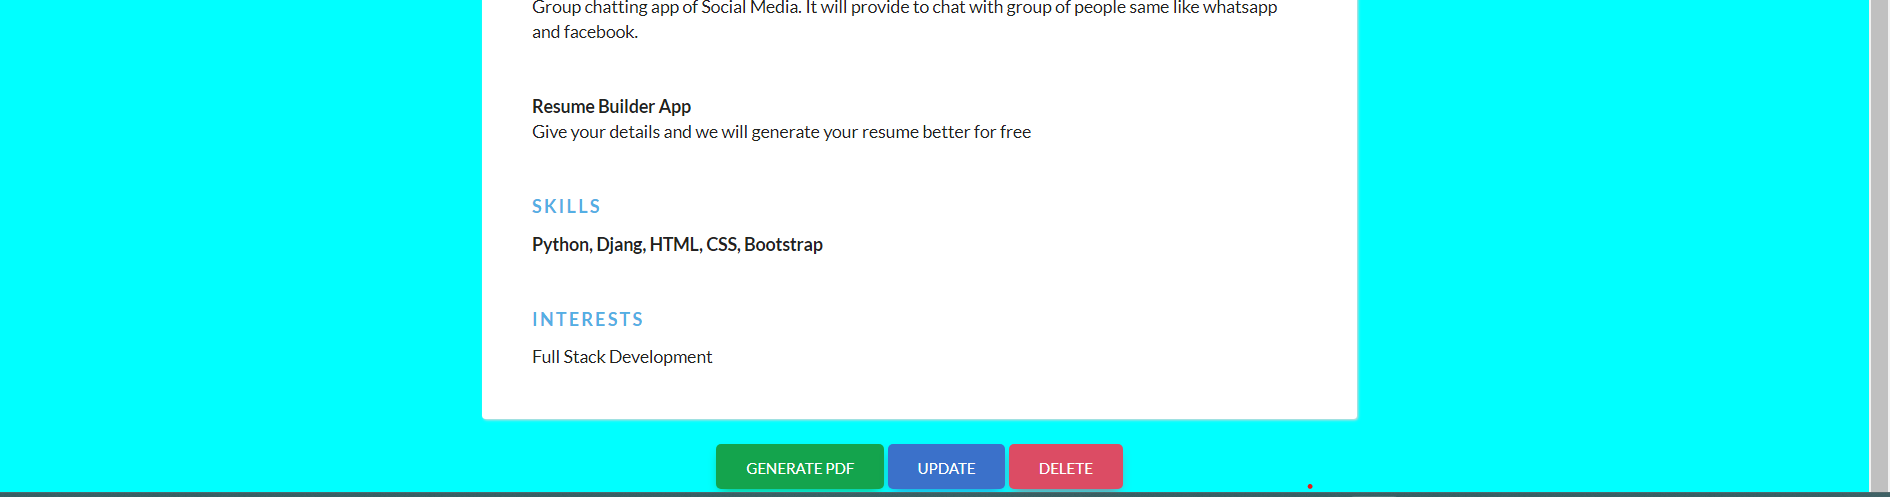 Group chatting app of Social Media. It will provide to chat with group of people same like whatsapp
and facebook.
Resume Builder App
Give your details and we will generate your resume better for free
SKILLS
Python, Djang, HTML, CSS, Bootstrap
INTERESTS
Full Stack Development
GENERATE PDF UPDATE DELETE